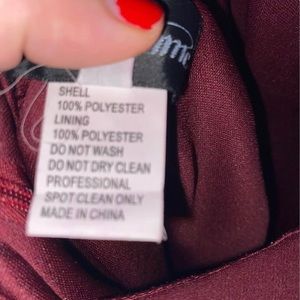 SHELL
100% POLYESTER
LINING
100% POLYESTER
DO NOT WASH
DO NOT DRY CLEAN
PROFESSIONAL
SPOT CLEAN ONLY
MADE IN CHINA